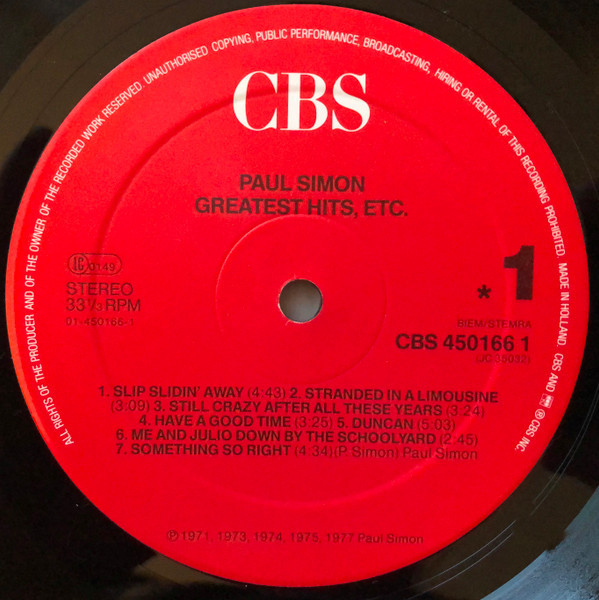 ALL RIGHTS OF THE PRODUCER AND OF THE OWNER OF THE RECORDED WORK RESERVED. UNAUTHORISED COPYING, PUBLIC PERFORMANCE, BROADCASTING, HIRING OR RENTAL OF THIS RECORDING PROHIBITED. MADE IN HOLLAND. CBS AND ℗ CBS INC.
CBS
PAUL SIMON
GREATEST HITS, ETC.
LC 0149
STEREO
33⅓ RPM
01-450166-1
* 1
BIEM/STEMRA
CBS 450166 1
(JC 35032)
1. SLIP SLIDIN' AWAY (4:43) 2. STRANDED IN A LIMOUSINE
(3:09) 3. STILL CRAZY AFTER ALL THESE YEARS (3:24)
4. HAVE A GOOD TIME (3:25) 5. DUNCAN (5:03)
6. ME AND JULIO DOWN BY THE SCHOOLYARD (2:45)
7. SOMETHING SO RIGHT (4:34) (P. Simon) Paul Simon
℗ 1971, 1973, 1974, 1975, 1977 Paul Simon